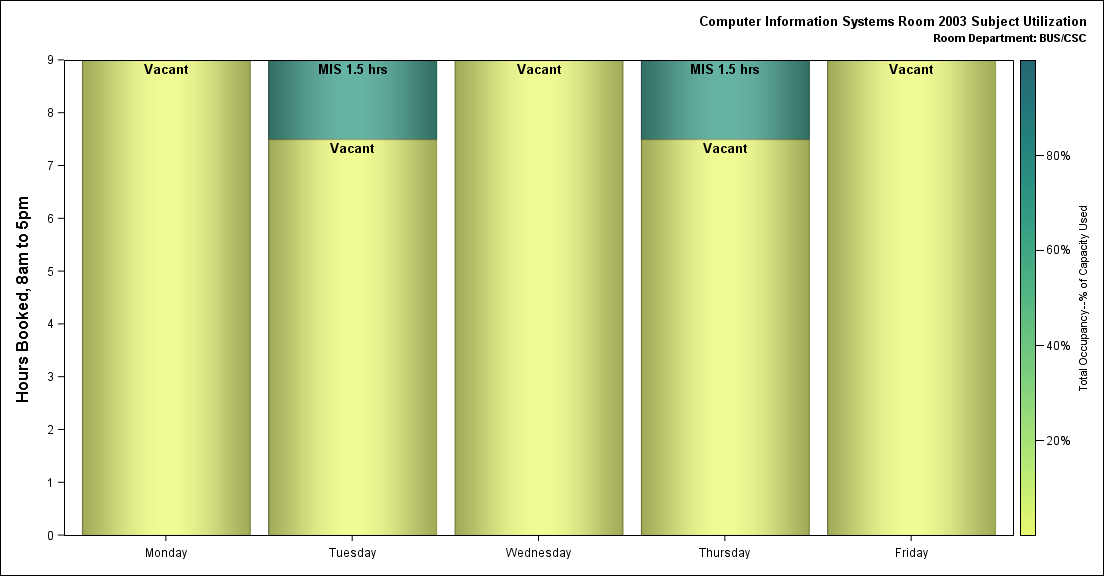 Computer Information Systems Room 2003 Subject Utilization
Room Department: BUS/CSC
Hours Booked, 8am to 5pm
9
8
7
6
5
4
3
2
1
0
Vacant
MIS 1.5 hrs
Vacant
MIS 1.5 hrs
Vacant
Vacant
Vacant
Monday
Tuesday
Wednesday
Thursday
Friday
80%
60%
40%
20%
Total Occupancy--% of Capacity Used